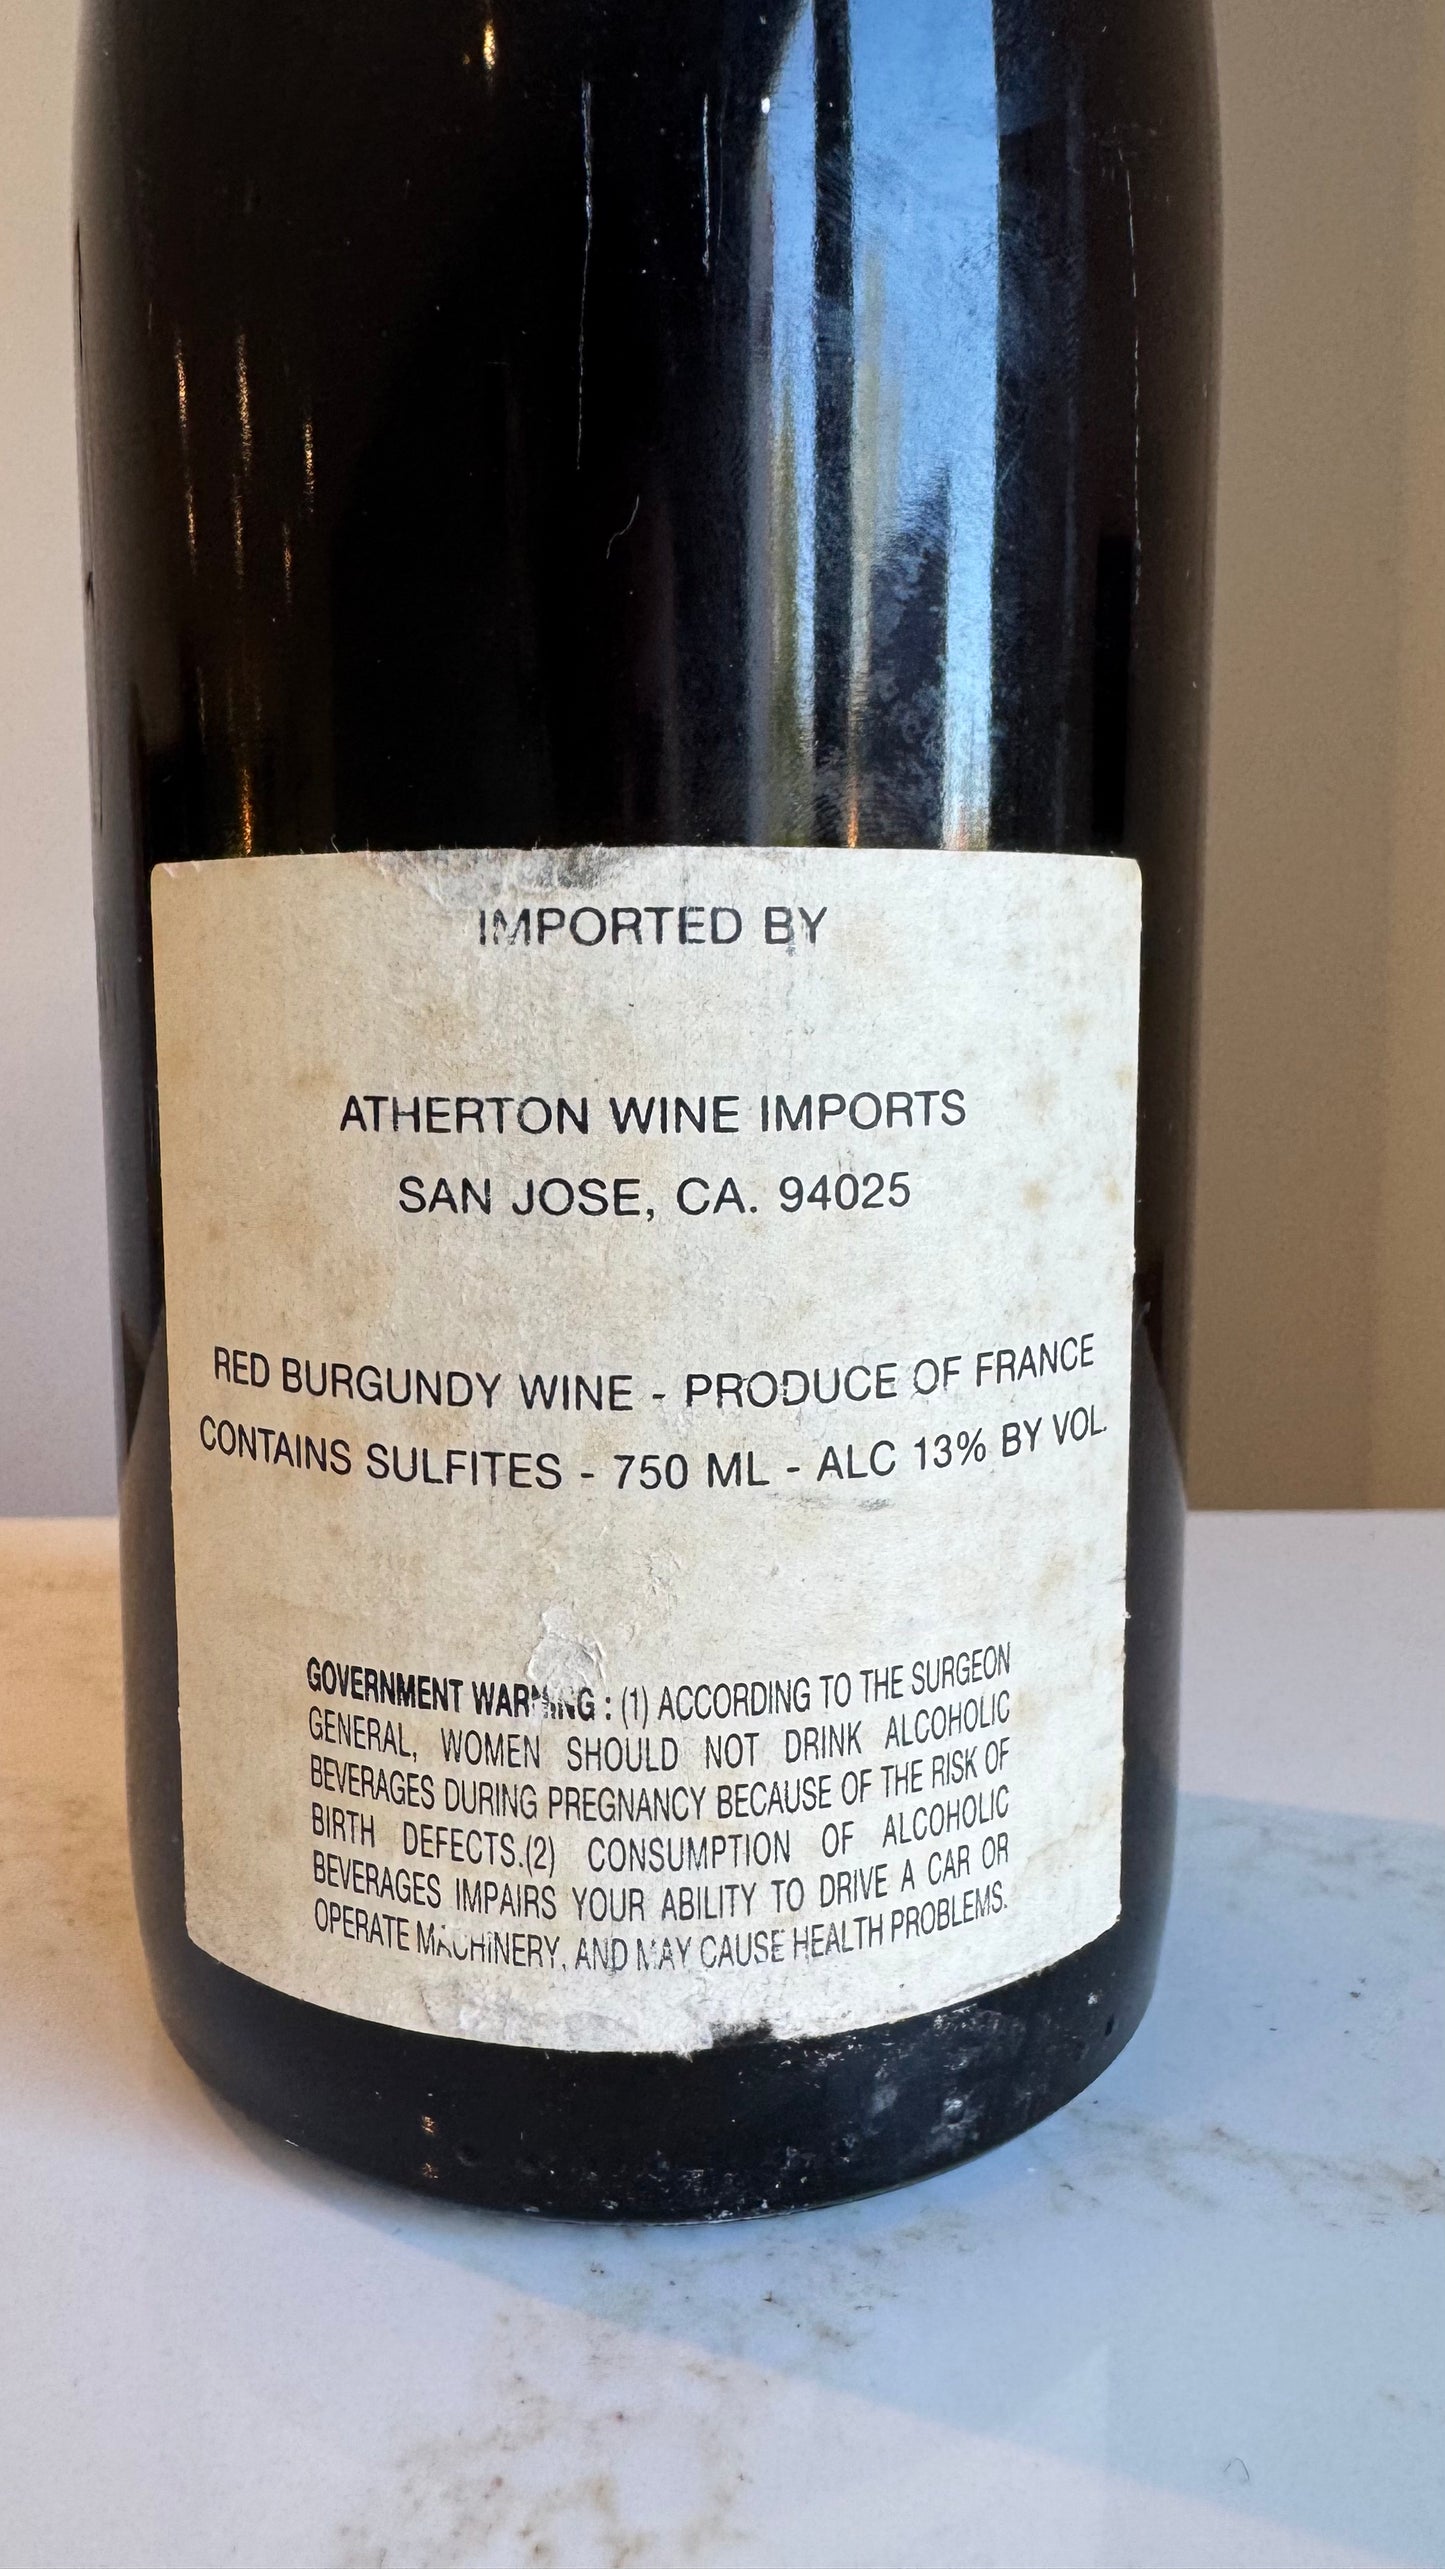 IMPORTED BY
ATHERTON WINE IMPORTS
SAN JOSE, CA. 94025
RED BURGUNDY WINE - PRODUCE OF FRANCE
CONTAINS SULFITES - 750 ML - ALC 13% BY VOL.
GOVERNMENT WARNING : (1) ACCORDING TO THE SURGEON
GENERAL, WOMEN SHOULD NOT DRINK ALCOHOLIC
BEVERAGES DURING PREGNANCY BECAUSE OF THE RISK OF
BIRTH DEFECTS.(2) CONSUMPTION OF ALCOHOLIC
BEVERAGES IMPAIRS YOUR ABILITY TO DRIVE A CAR OR
OPERATE MACHINERY, AND MAY CAUSE HEALTH PROBLEMS.